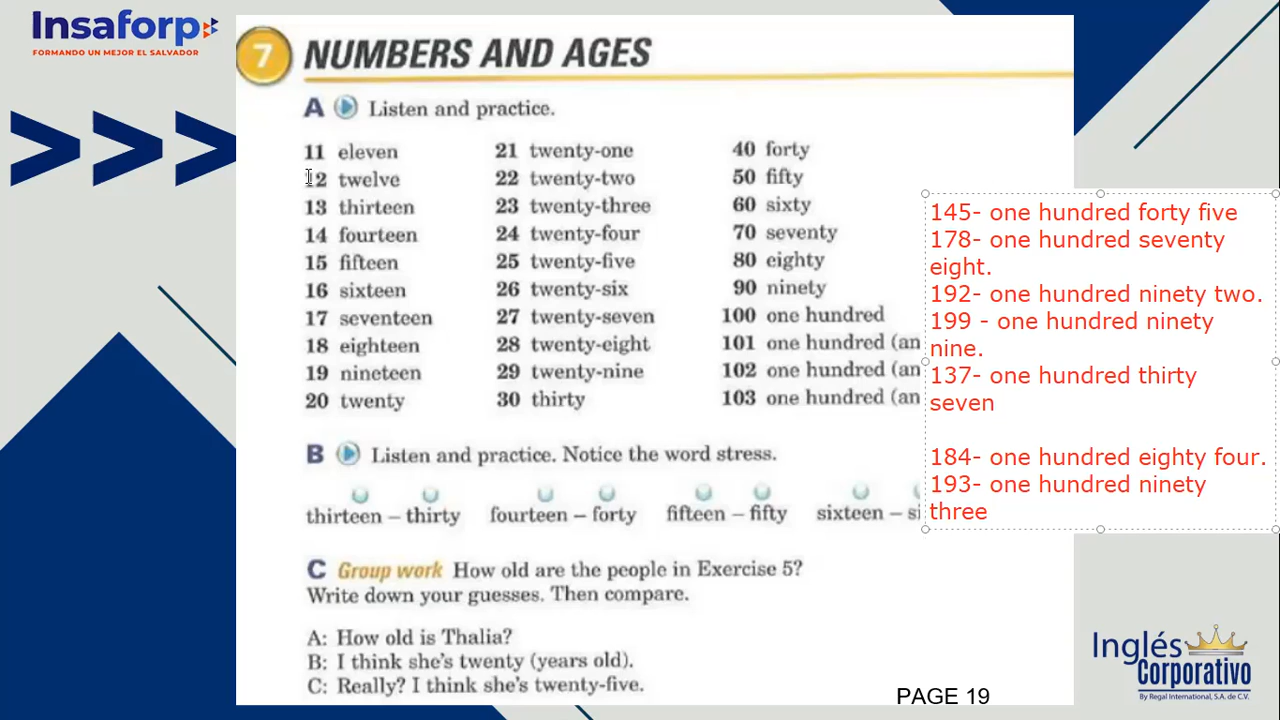 Insaforp
FORMANDO UN MEJOR EL SALVADOR
7 NUMBERS AND AGES
A Listen and practice.
11 eleven
12 twelve
13 thirteen
14 fourteen
15 fifteen
16 sixteen
17 seventeen
18 eighteen
19 nineteen
20 twenty
21 twenty-one
22 twenty-two
23 twenty-three
24 twenty-four
25 twenty-five
26 twenty-six
27 twenty-seven
28 twenty-eight
29 twenty-nine
30 thirty
40 forty
50 fifty
60 sixty
70 seventy
80 eighty
90 ninety
100 one hundred
101 one hundred (an
102 one hundred (an
103 one hundred (an
145- one hundred forty five
178- one hundred seventy
eight.
192- one hundred ninety two.
199 - one hundred ninety
nine.
137- one hundred thirty
seven
184- one hundred eighty four.
193- one hundred ninety
three
B Listen and practice. Notice the word stress.
thirteen – thirty fourteen – forty fifteen – fifty sixteen – si
C Group work How old are the people in Exercise 5?
Write down your guesses. Then compare.
A: How old is Thalia?
B: I think she's twenty (years old).
C: Really? I think she's twenty-five.
PAGE 19
Inglés
Corporativo
By Regal International, S.A. de C.V.